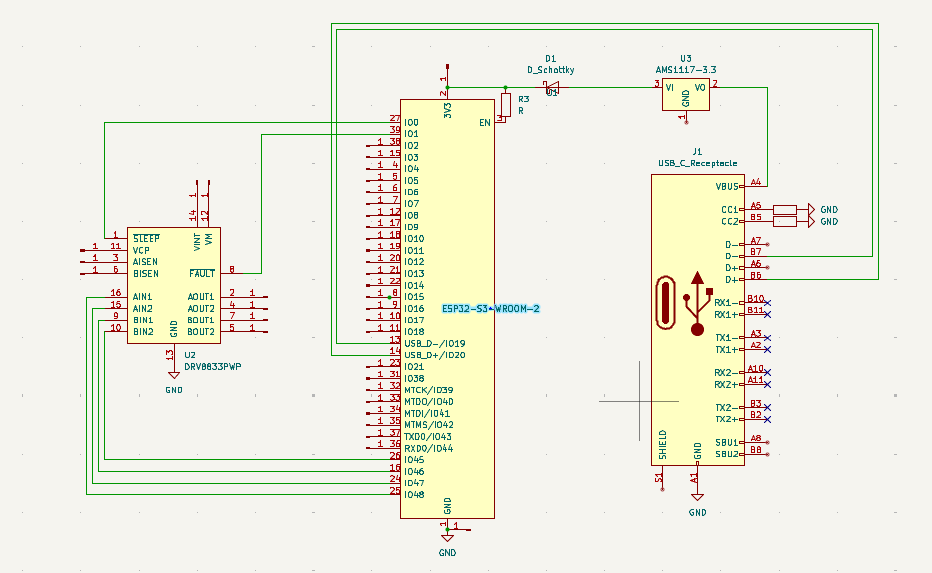 D1
D_Schottky
U3
AMS1117-3.3
3 VI VO 2
GND
1
1
2
3V3
R3
R
EN 3
J1
USB_C_Receptacle
VBUS A4
CC1 A5 GND
CC2 B5 GND
D- A7
D- B7
D+ A6
D+ B6
RX1- B10
RX1+ B11
TX1- A3
TX1+ A2
RX2- A10
RX2+ A11
TX2- B3
TX2+ B2
SBU1 A8
SBU2 B8
SHIELD
GND
S1
A1
GND
27 IO0
39 IO1
38 IO2
1 15 IO3
1 4 IO4
1 5 IO5
1 6 IO6
1 7 IO7
1 12 IO8
1 17 IO9
1 18 IO10
1 19 IO11
1 20 IO12
1 21 IO13
1 22 IO14
1 8 IO15
1 9 IO16
1 10 IO17
1 11 IO18
13 USB_D-/IO19
14 USB_D+/IO20
1 23 IO21
1 31 IO38
1 32 MTCK/IO39
1 33 MTDO/IO40
1 34 MTDI/IO41
1 35 MTMS/IO42
1 37 TXD0/IO43
1 36 RXD0/IO44
26 IO45
16 IO46
24 IO47
25 IO48
ESP32-S3-WROOM-2
GND
1
1
GND
1
1
14
12
VINT
VM
1 SLEEP
1 11 VCP
1 3 AISEN
1 6 BISEN
FAULT 8
16 AIN1
15 AIN2
9 BIN1
10 BIN2
AOUT1 2 1
AOUT2 4 1
BOUT1 7 1
BOUT2 5 1
GND
13
U2
DRV8833PWP
GND